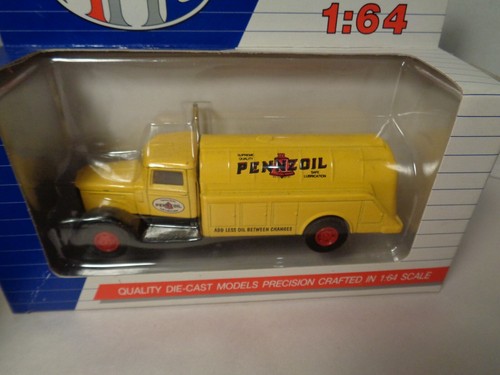 1:64
SUPREME QUALITY
PENNZOIL
SAFE LUBRICATION
PENNZOIL
ADD LESS OIL BETWEEN CHANGES
QUALITY DIE-CAST MODELS PRECISION CRAFTED IN 1:64 SCALE